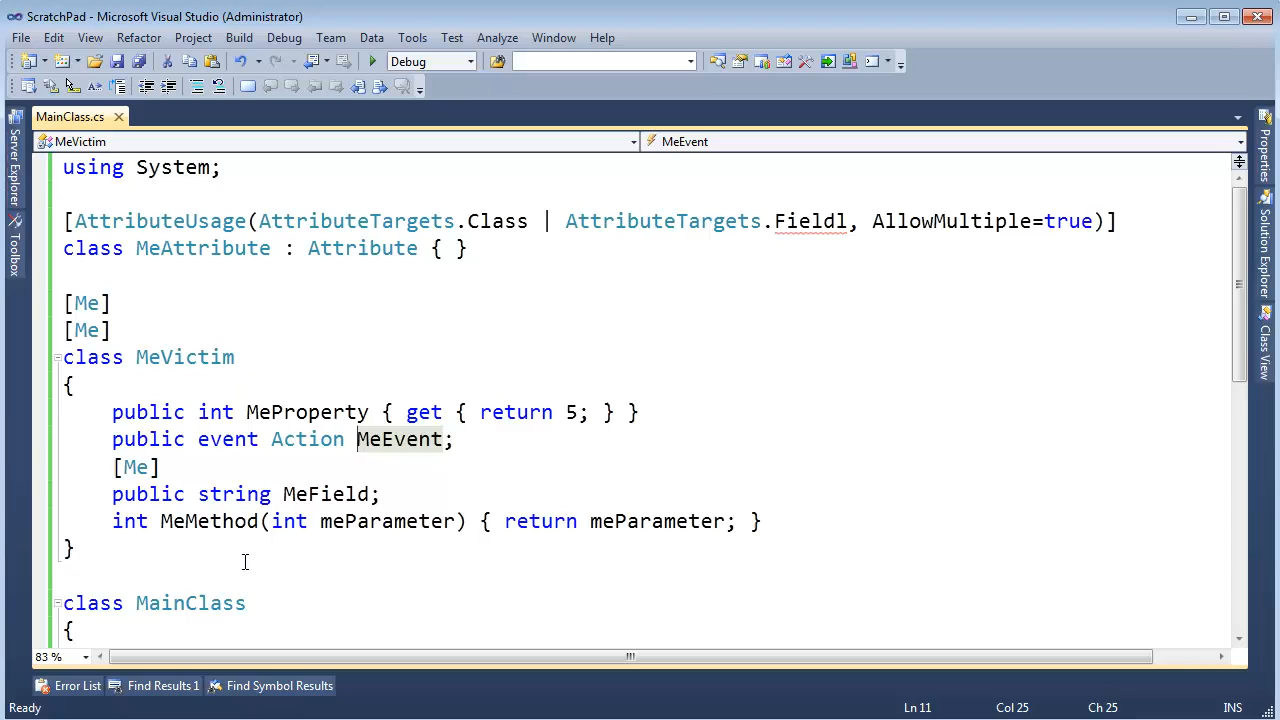 ScratchPad - Microsoft Visual Studio (Administrator)
File Edit View Refactor Project Build Debug Team Data Tools Test Analyze Window Help
Debug
MainClass.cs
MeVictim
MeEvent
using System;
[AttributeUsage(AttributeTargets.Class | AttributeTargets.Fieldl, AllowMultiple=true)]
class MeAttribute : Attribute { }
[Me]
[Me]
class MeVictim
{
public int MeProperty { get { return 5; } }
public event Action MeEvent;
[Me]
public string MeField;
int MeMethod(int meParameter) { return meParameter; }
}
class MainClass
{
83 %
Server Explorer
Toolbox
Properties
Solution Explorer
Class View
Error List Find Results 1 Find Symbol Results
Ready Ln 11 Col 25 Ch 25 INS